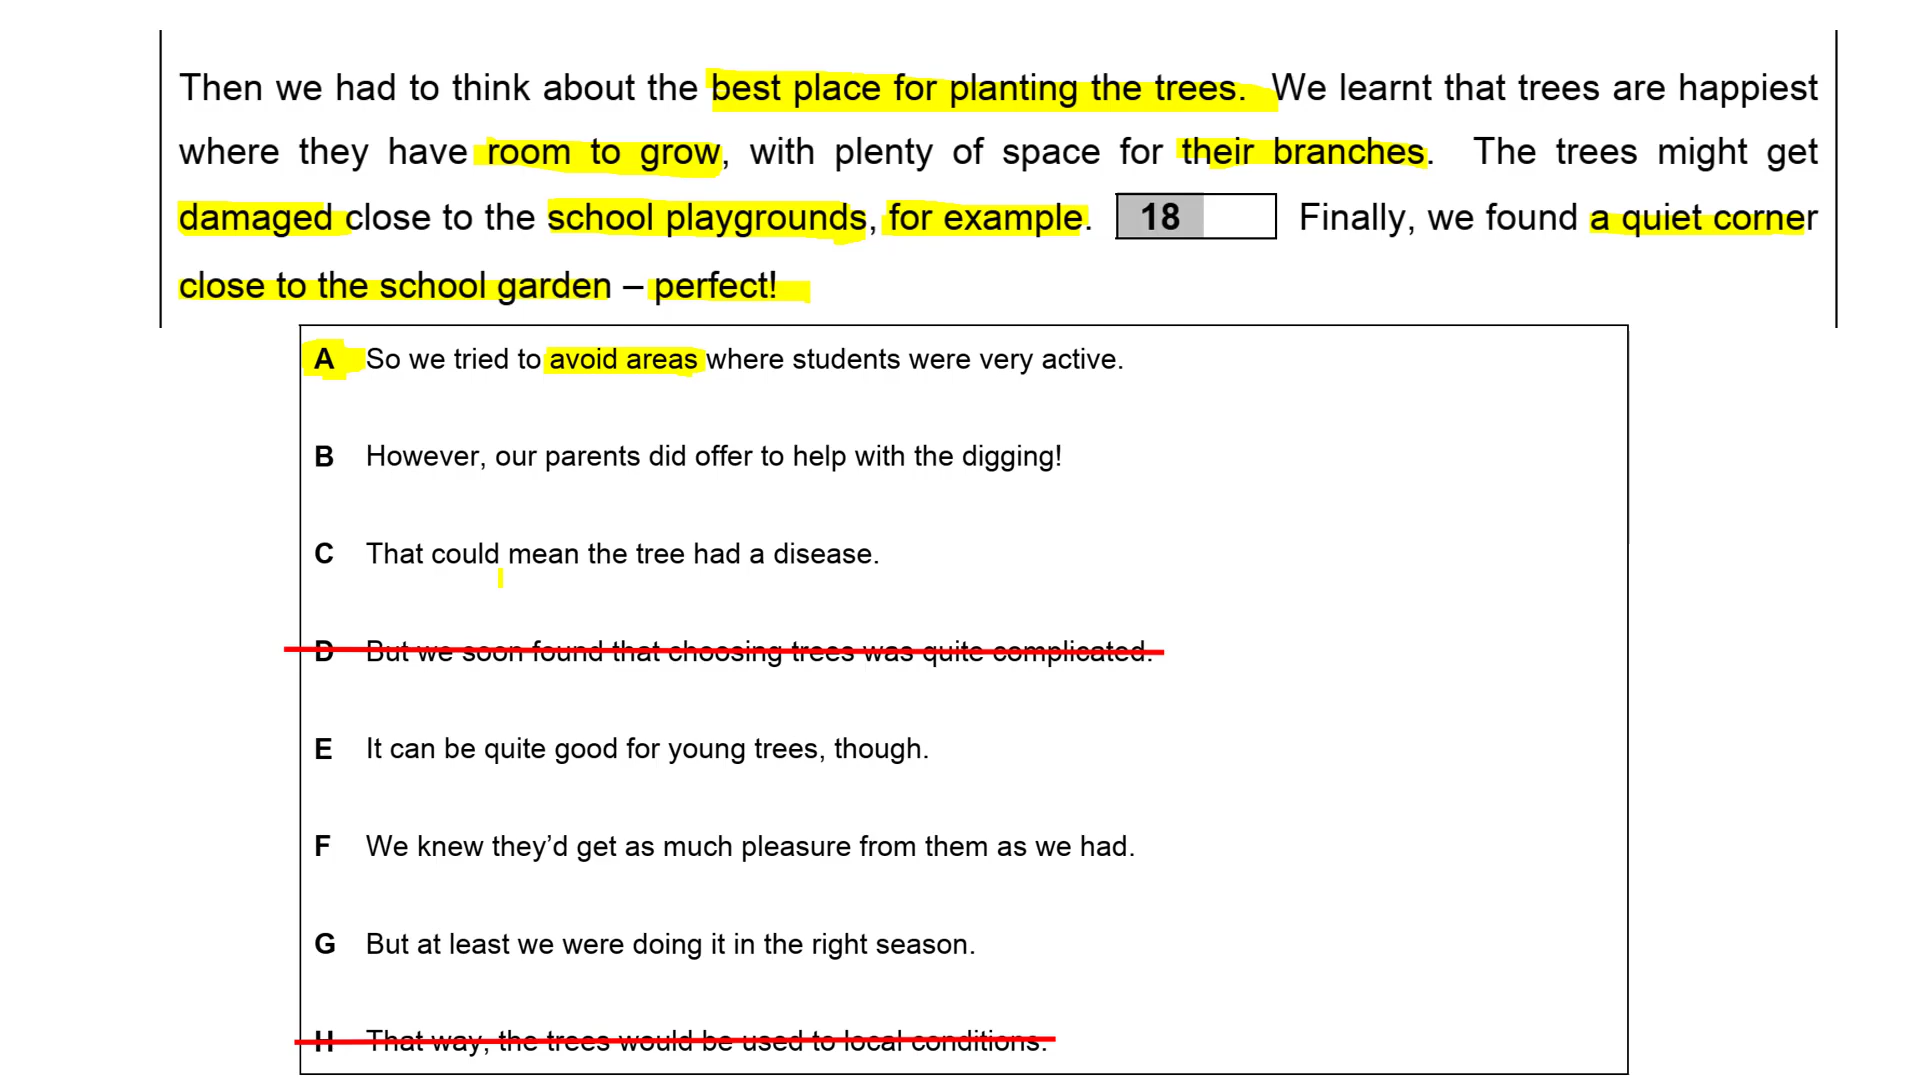 Then we had to think about the best place for planting the trees. We learnt that trees are happiest
where they have room to grow, with plenty of space for their branches. The trees might get
damaged close to the school playgrounds, for example. 18 Finally, we found a quiet corner
close to the school garden – perfect!
A So we tried to avoid areas where students were very active.
B However, our parents did offer to help with the digging!
C That could mean the tree had a disease.
D But we soon found that choosing trees was quite complicated.
E It can be quite good for young trees, though.
F We knew they’d get as much pleasure from them as we had.
G But at least we were doing it in the right season.
H That way, the trees would be used to local conditions.